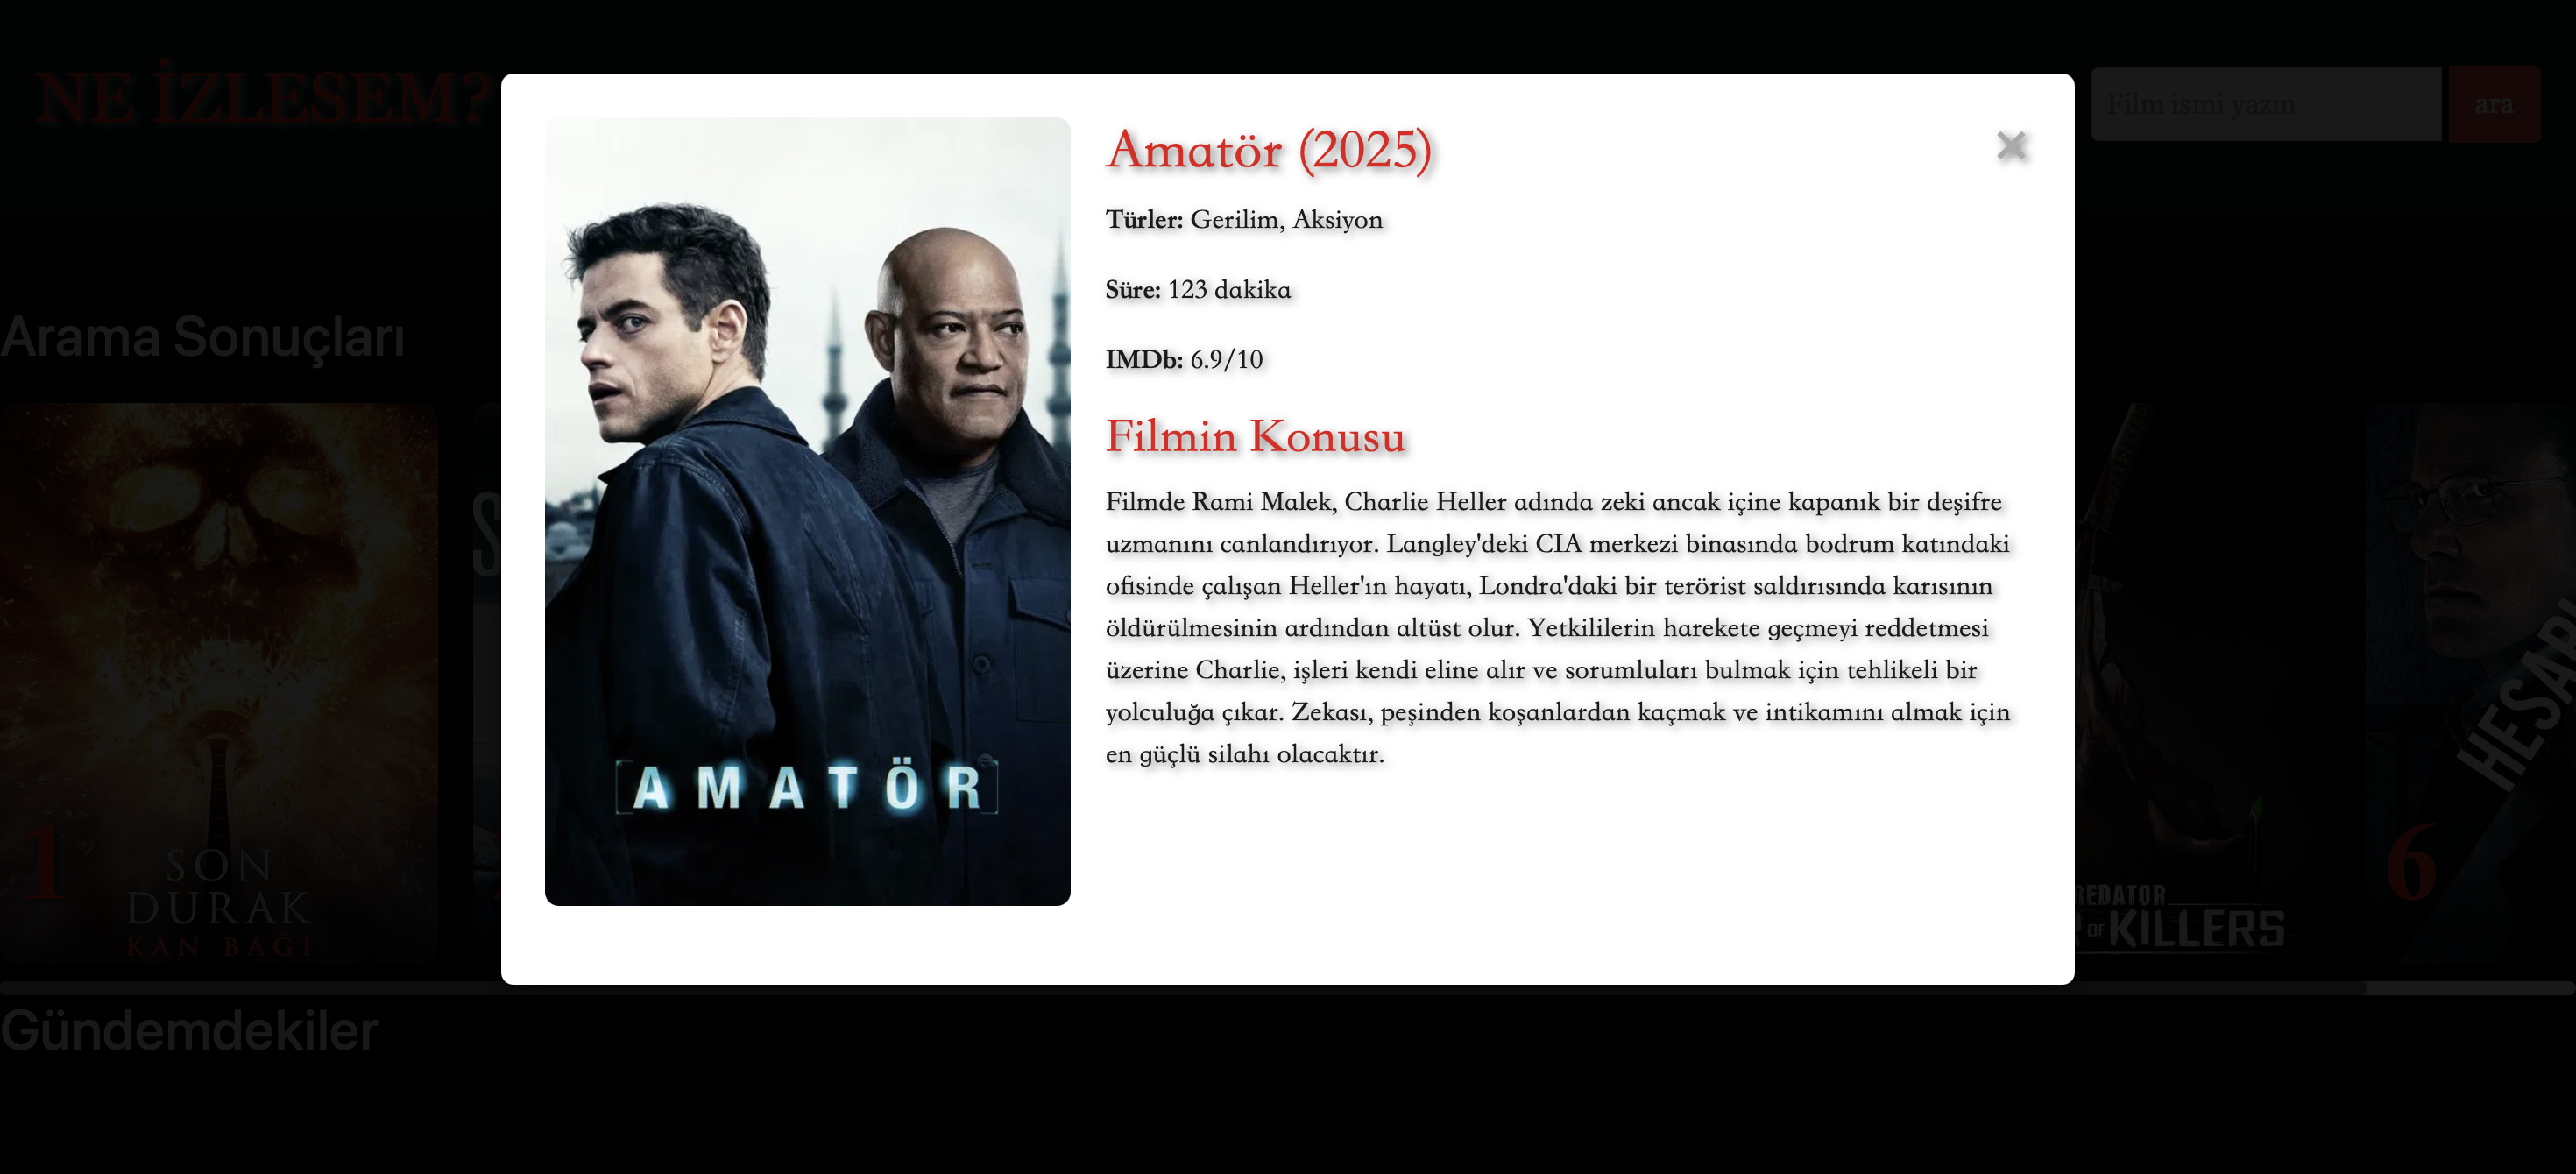 NE İZLESEM?
Film ismi yazın
ara
Arama Sonuçları
1
SON
DURAK
KAN BAĞI
AMATÖR
Amatör (2025)
×
Türler: Gerilim, Aksiyon
Süre: 123 dakika
IMDb: 6.9/10
Filmin Konusu
Filmde Rami Malek, Charlie Heller adında zeki ancak içine kapanık bir deşifre
uzmanını canlandırıyor. Langley'deki CIA merkezi binasında bodrum katındaki
ofisinde çalışan Heller'ın hayatı, Londra'daki bir terörist saldırısında karısının
öldürülmesinin ardından altüst olur. Yetkililerin harekete geçmeyi reddetmesi
üzerine Charlie, işleri kendi eline alır ve sorumluları bulmak için tehlikeli bir
yolculuğa çıkar. Zekası, peşinden koşanlardan kaçmak ve intikamını almak için
en güçlü silahı olacaktır.
OF KILLERS
6
Gündemdekiler